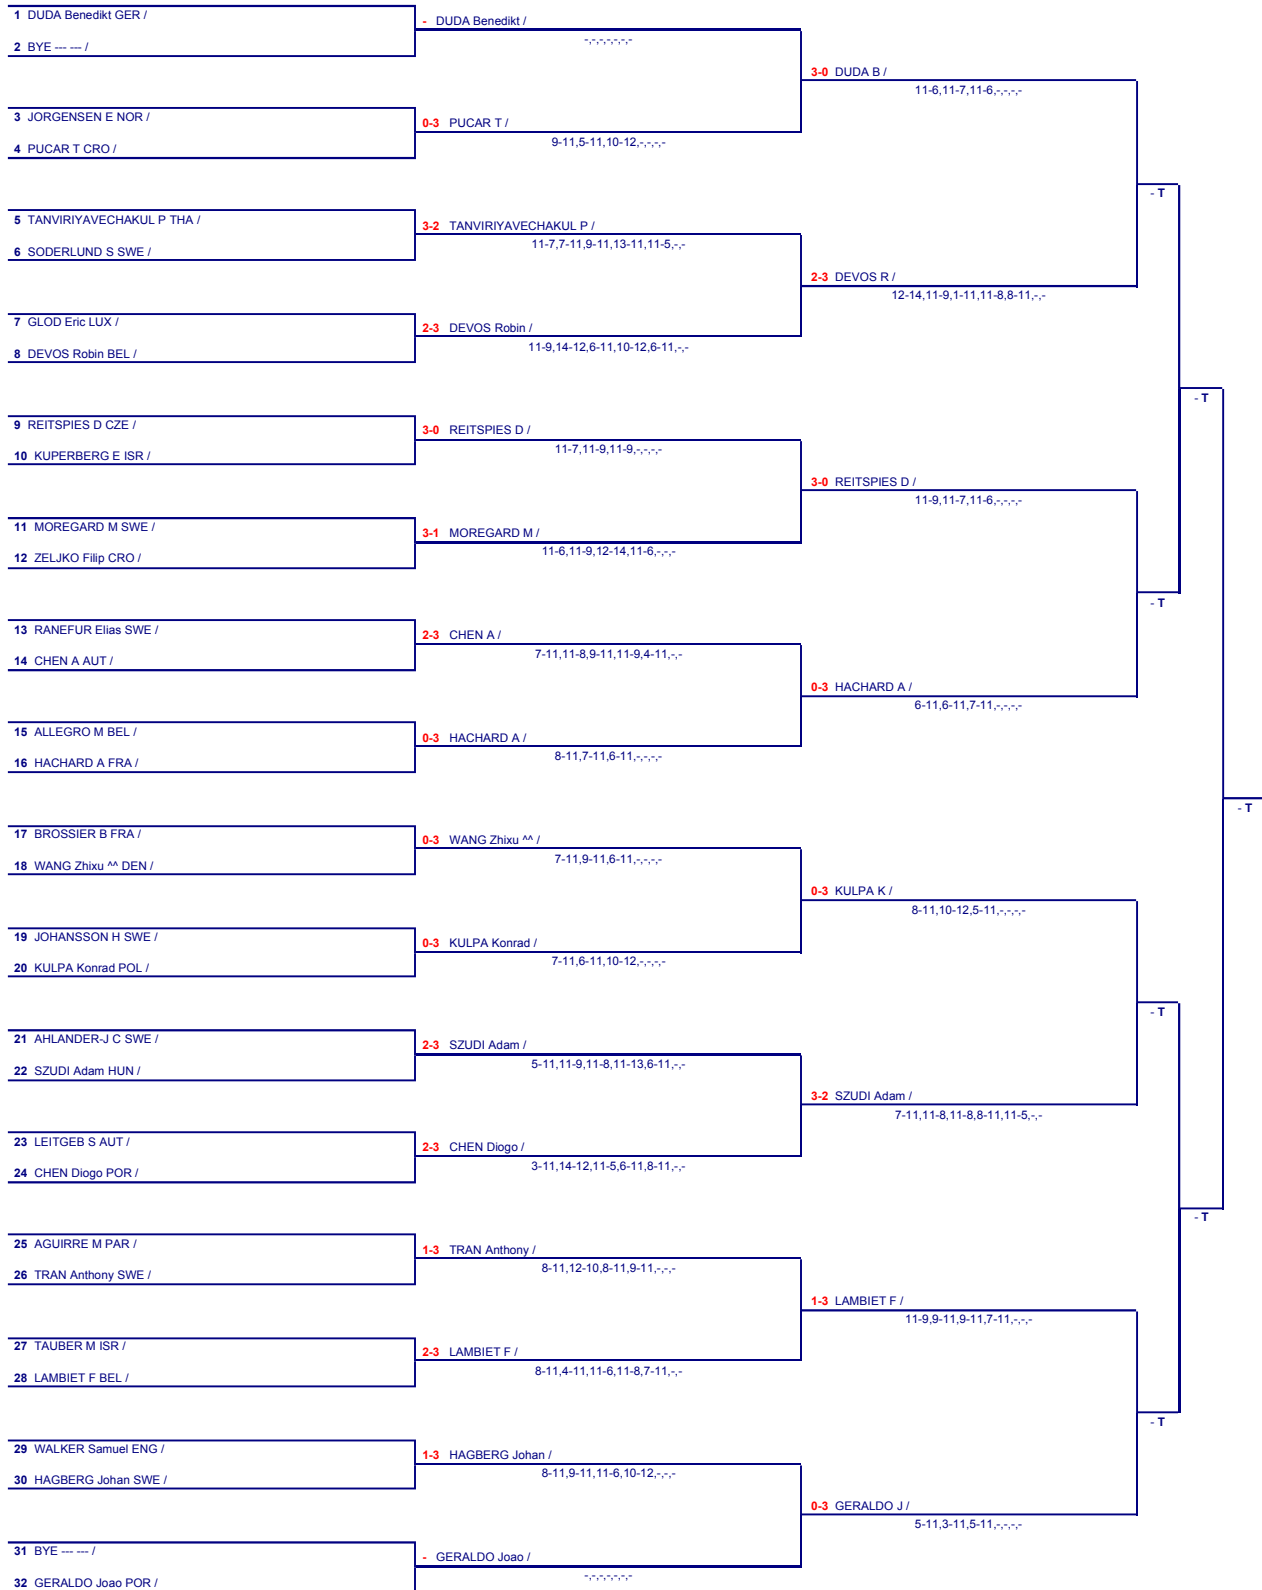 1 DUDA Benedikt GER /
- DUDA Benedikt /
2 BYE --- --- /
-,-,-,-,-,-,-
3-0 DUDA B /
11-6,11-7,11-6,-,-,-,-
3 JORGENSEN E NOR /
0-3 PUCAR T /
4 PUCAR T CRO /
9-11,5-11,10-12,-,-,-,-
- T
5 TANVIRIYAVECHAKUL P THA /
3-2 TANVIRIYAVECHAKUL P /
6 SODERLUND S SWE /
11-7,7-11,9-11,13-11,11-5,-,-
2-3 DEVOS R /
12-14,11-9,1-11,11-8,8-11,-,-
7 GLOD Eric LUX /
2-3 DEVOS Robin /
8 DEVOS Robin BEL /
11-9,14-12,6-11,10-12,6-11,-,-
- T
9 REITSPIES D CZE /
3-0 REITSPIES D /
10 KUPERBERG E ISR /
11-7,11-9,11-9,-,-,-,-
3-0 REITSPIES D /
11-9,11-7,11-6,-,-,-,-
11 MOREGARD M SWE /
3-1 MOREGARD M /
12 ZELJKO Filip CRO /
11-6,11-9,12-14,11-6,-,-,-
- T
13 RANEFUR Elias SWE /
2-3 CHEN A /
14 CHEN A AUT /
7-11,11-8,9-11,11-9,4-11,-,-
0-3 HACHARD A /
6-11,6-11,7-11,-,-,-,-
15 ALLEGRO M BEL /
0-3 HACHARD A /
16 HACHARD A FRA /
8-11,7-11,6-11,-,-,-,-
- T
17 BROSSIER B FRA /
0-3 WANG Zhixu ^^ /
18 WANG Zhixu ^^ DEN /
7-11,9-11,6-11,-,-,-,-
0-3 KULPA K /
8-11,10-12,5-11,-,-,-,-
19 JOHANSSON H SWE /
0-3 KULPA Konrad /
20 KULPA Konrad POL /
7-11,6-11,10-12,-,-,-,-
- T
21 AHLANDER-J C SWE /
2-3 SZUDI Adam /
22 SZUDI Adam HUN /
5-11,11-9,11-8,11-13,6-11,-,-
3-2 SZUDI Adam /
7-11,11-8,11-8,8-11,11-5,-,-
23 LEITGEB S AUT /
2-3 CHEN Diogo /
24 CHEN Diogo POR /
3-11,14-12,11-5,6-11,8-11,-,-
- T
25 AGUIRRE M PAR /
1-3 TRAN Anthony /
26 TRAN Anthony SWE /
8-11,12-10,8-11,9-11,-,-,-
1-3 LAMBIET F /
11-9,9-11,9-11,7-11,-,-,-
27 TAUBER M ISR /
2-3 LAMBIET F /
28 LAMBIET F BEL /
8-11,4-11,11-6,11-8,7-11,-,-
- T
29 WALKER Samuel ENG /
1-3 HAGBERG Johan /
30 HAGBERG Johan SWE /
8-11,9-11,11-6,10-12,-,-,-
0-3 GERALDO J /
5-11,3-11,5-11,-,-,-,-
31 BYE --- --- /
- GERALDO Joao /
32 GERALDO Joao POR /
-,-,-,-,-,-,-